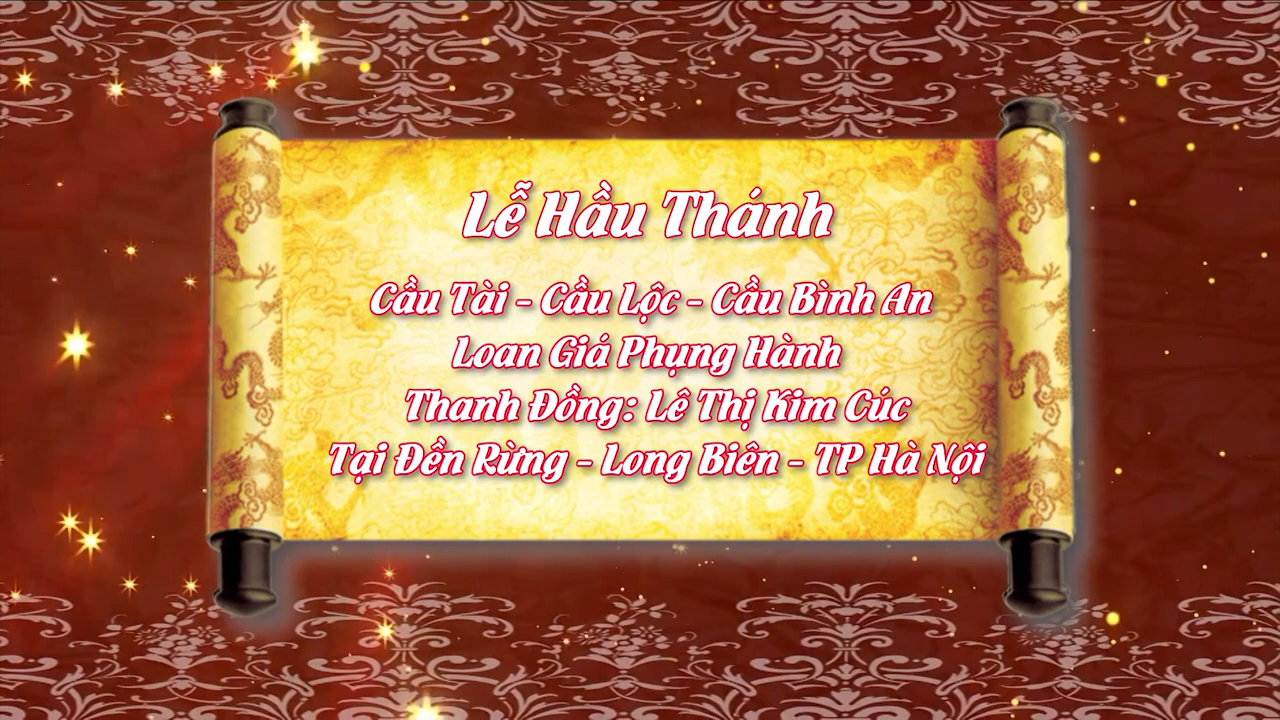 Lễ Hầu Thánh
Cầu Tài - Cầu Lộc - Cầu Bình An
Loan Giá Phụng Hành
Thanh Đồng: Lê Thị Kim Cúc
Tại Đền Rừng - Long Biên - TP Hà Nội